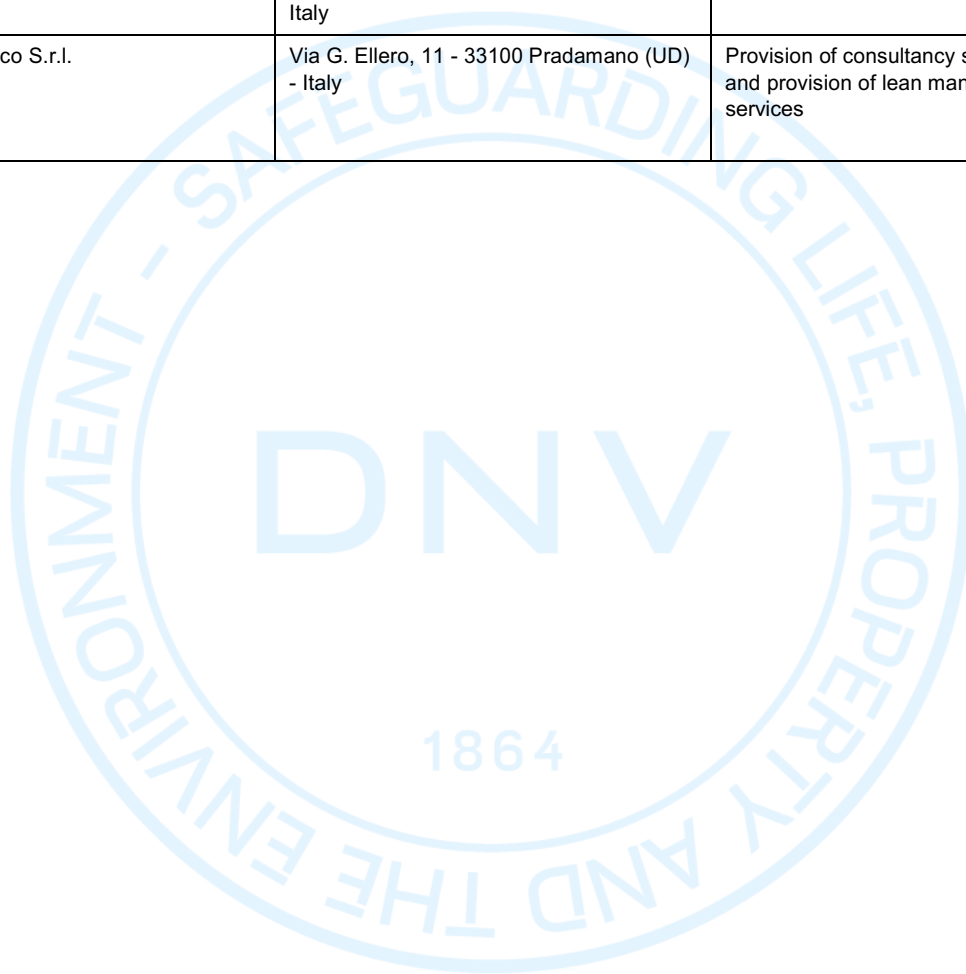 Italy
co S.r.l.
Via G. Ellero, 11 - 33100 Pradamano (UD)
- Italy
Provision of consultancy s
and provision of lean man
services
SAFEGUARDING LIFE, PROPERTY AND THE ENVIRONMENT -
DNV
1864